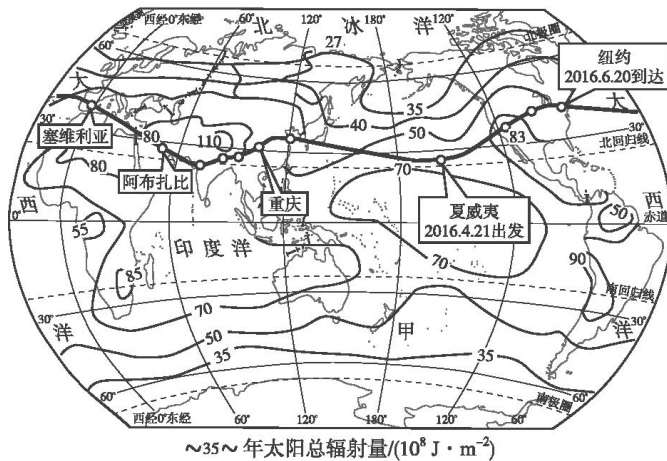 西经0°东经
60°
120°
180°
120°
60°
洋
北 冰 洋
北极圈
60°
27
35
40
50
大
30°
塞维利亚
80
80
阿布扎比
110
重庆
70
夏威夷
2016.4.21出发
83
纽约
2016.6.20到达
大
30°
北回归线
西
0°
55
印 度 洋
85
70
50
35
70
50
西
赤道
90
南回归线
30°
洋
甲
洋
30°
35
60°
60°
南极圈
西经0°东经
60°
120°
180°
120°
60°
~35~ 年太阳总辐射量/(10⁸ J·m⁻²)